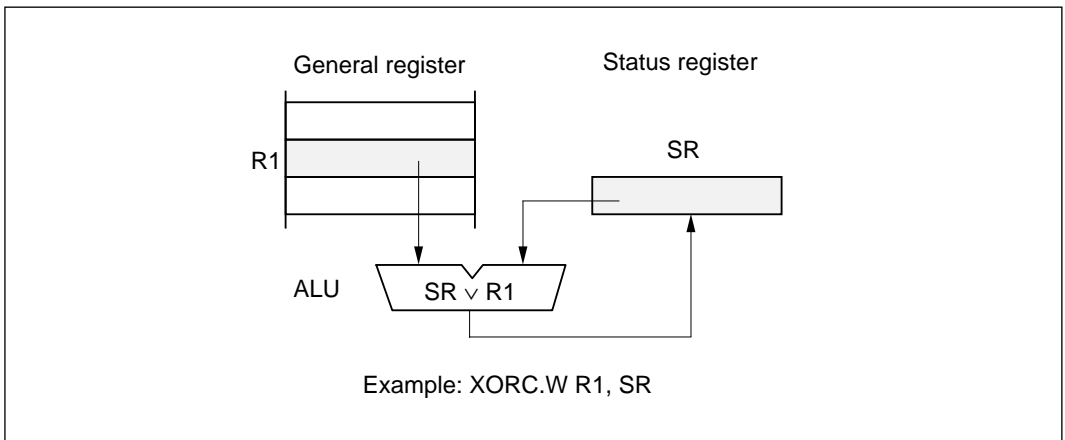 General register
Status register
R1
SR
ALU
SR ∨ R1
Example: XORC.W R1, SR